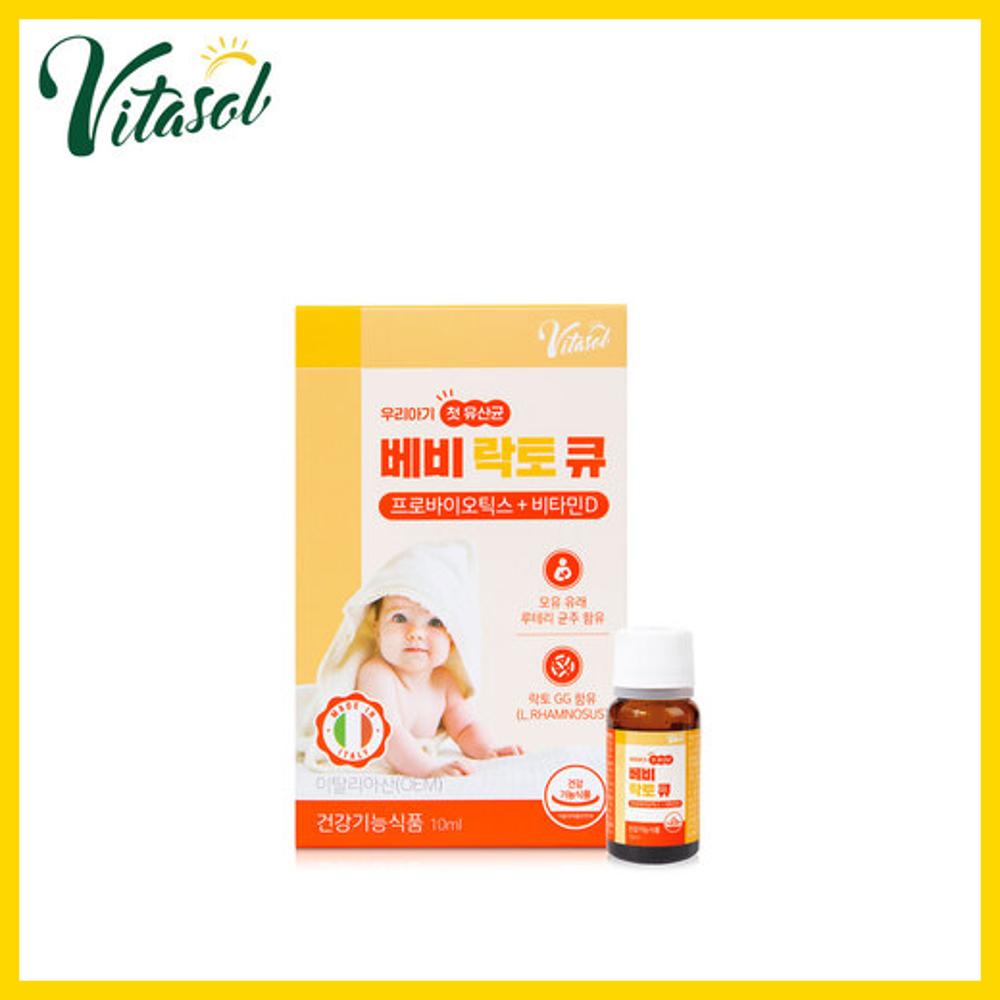 Vitasol
Vitasol
우리아기 첫 유산균
베비 락토 큐
프로바이오틱스 + 비타민D
모유 유래
루테리 균주 함유
락토 GG 함유
(L.RHAMNOSUS)
MADE IN
ITALY
이탈리아산(OEM)
건강
기능식품
건강기능식품 10ml
베비
락토 큐
건강기능식품